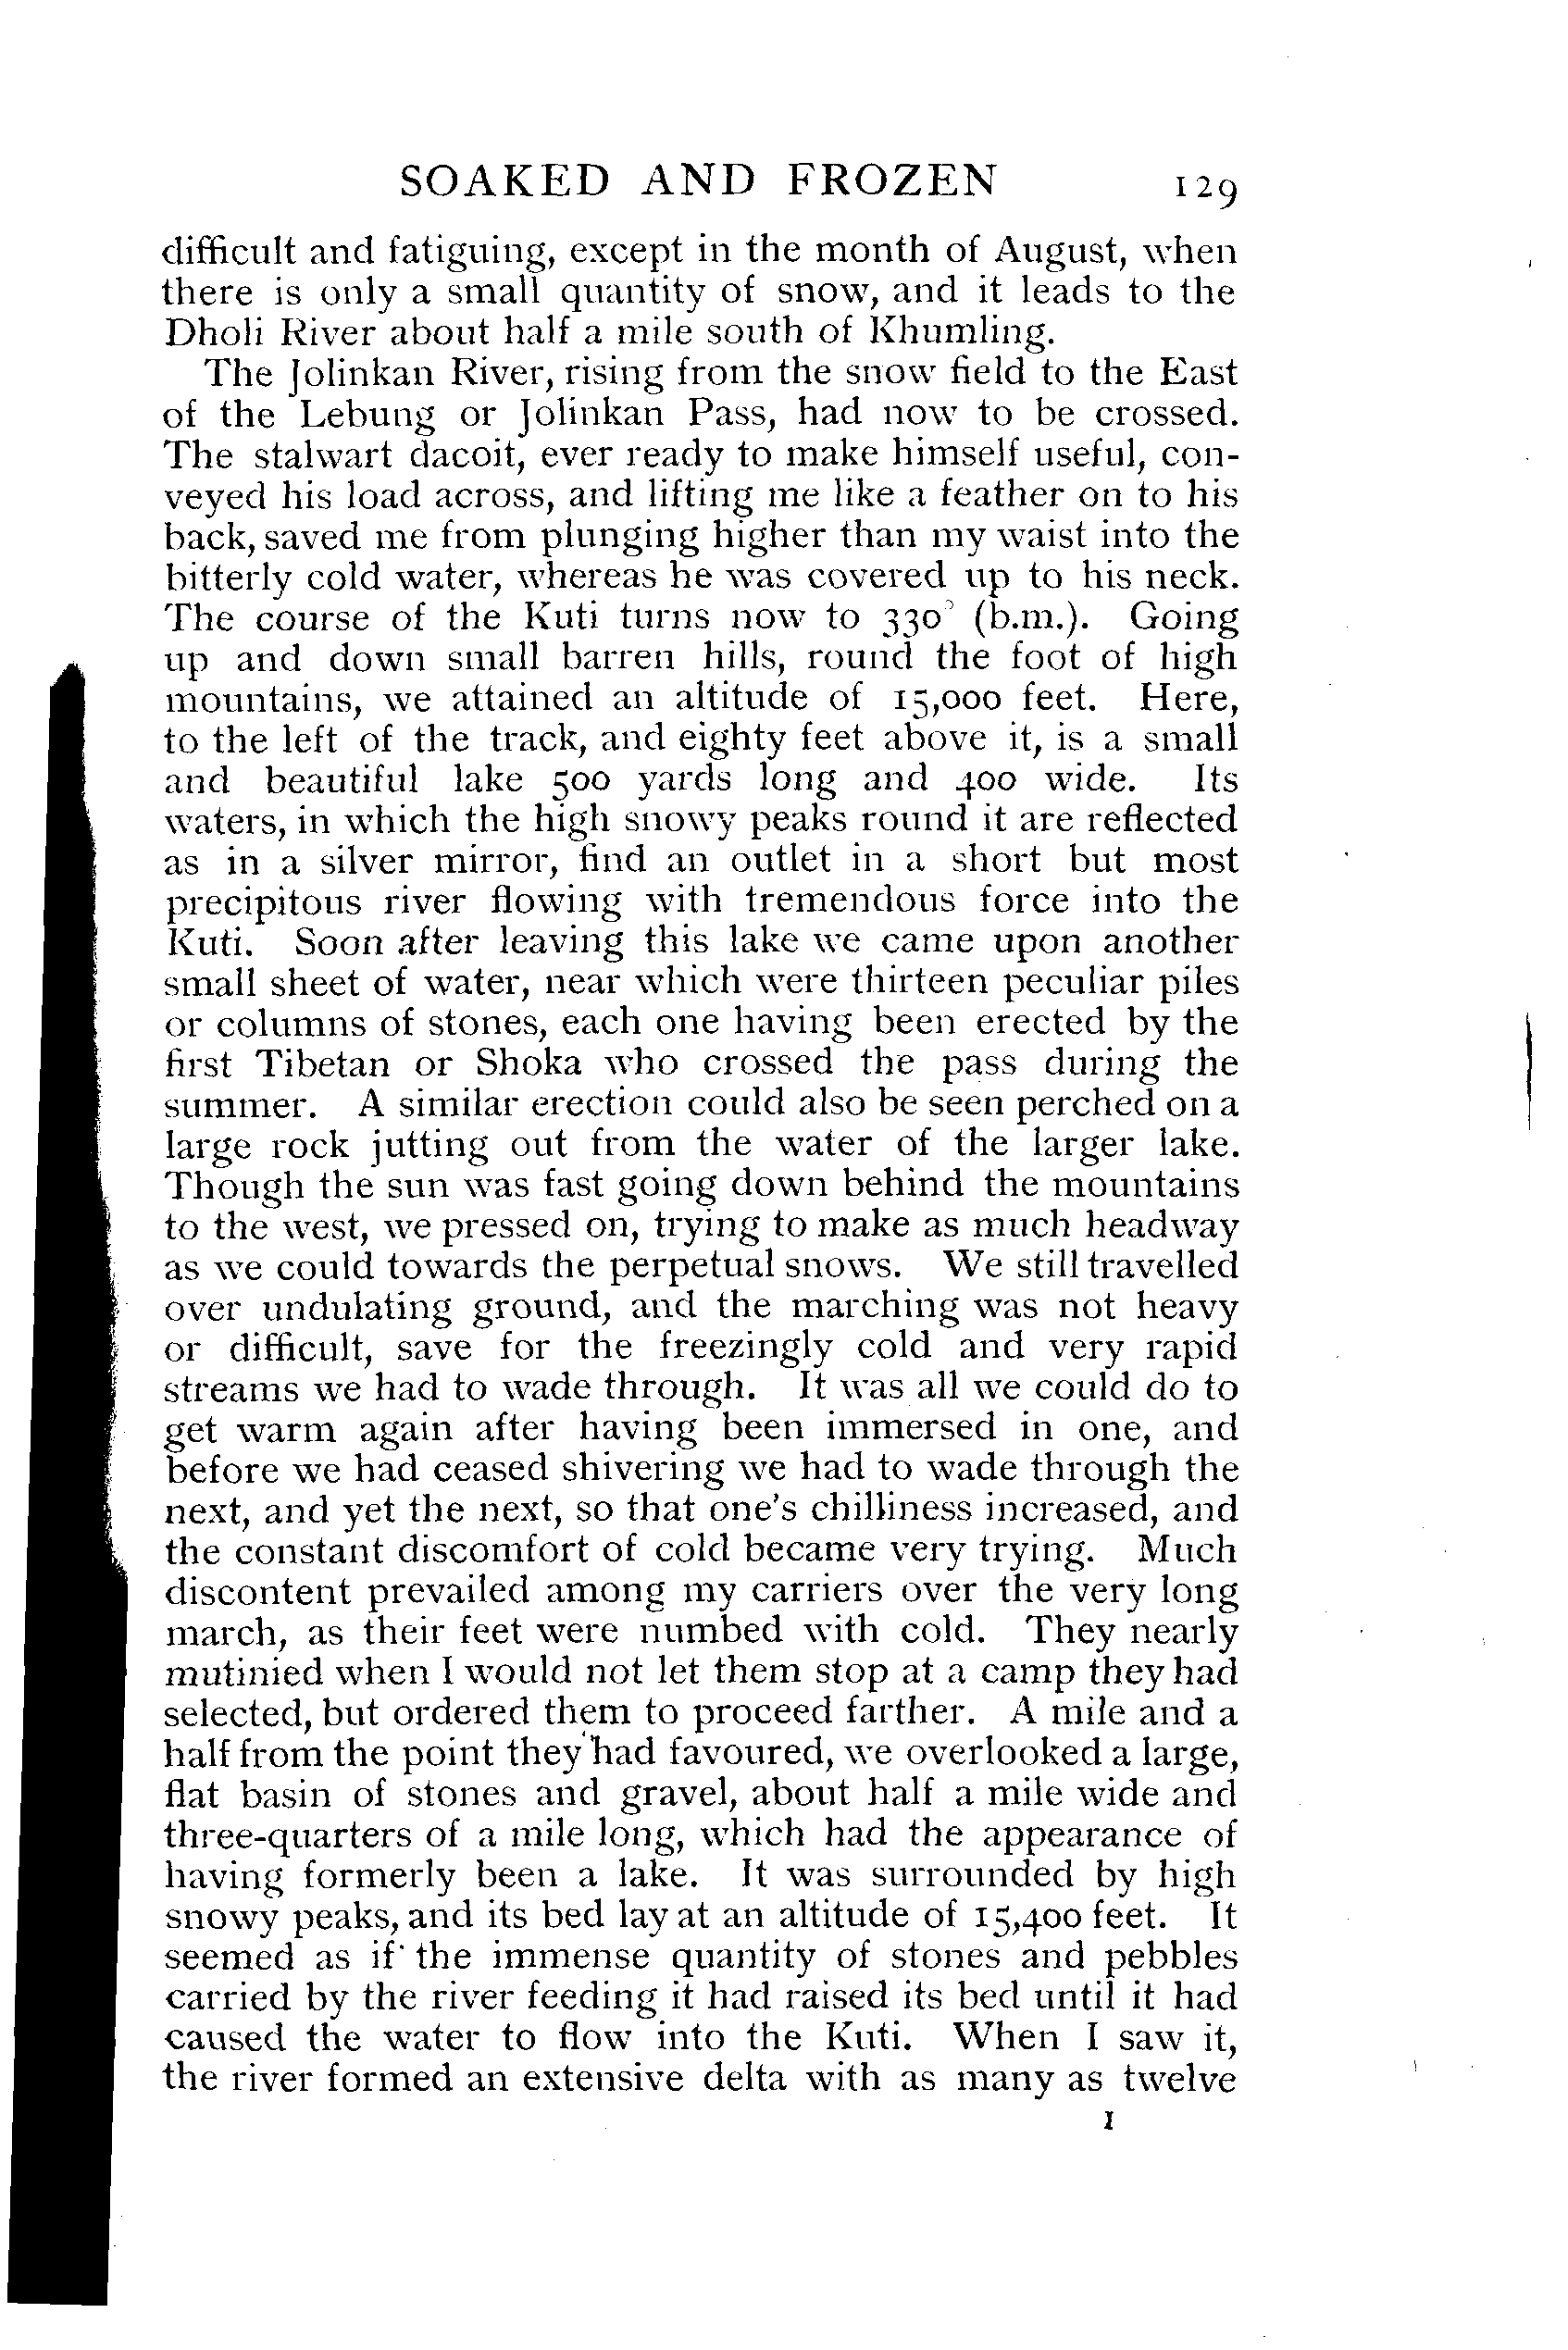 SOAKED AND FROZEN 129
difficult and fatiguing, except in the month of August, when
there is only a small quantity of snow, and it leads to the
Dholi River about half a mile south of Khumling.
The Jolinkan River, rising from the snow field to the East
of the Lebung or Jolinkan Pass, had now to be crossed.
The stalwart dacoit, ever ready to make himself useful, con-
veyed his load across, and lifting me like a feather on to his
back, saved me from plunging higher than my waist into the
bitterly cold water, whereas he was covered up to his neck.
The course of the Kuti turns now to 330° (b.m.). Going
up and down small barren hills, round the foot of high
mountains, we attained an altitude of 15,000 feet. Here,
to the left of the track, and eighty feet above it, is a small
and beautiful lake 500 yards long and 400 wide. Its
waters, in which the high snowy peaks round it are reflected
as in a silver mirror, find an outlet in a short but most
precipitous river flowing with tremendous force into the
Kuti. Soon after leaving this lake we came upon another
small sheet of water, near which were thirteen peculiar piles
or columns of stones, each one having been erected by the
first Tibetan or Shoka who crossed the pass during the
summer. A similar erection could also be seen perched on a
large rock jutting out from the water of the larger lake.
Though the sun was fast going down behind the mountains
to the west, we pressed on, trying to make as much headway
as we could towards the perpetual snows. We still travelled
over undulating ground, and the marching was not heavy
or difficult, save for the freezingly cold and very rapid
streams we had to wade through. It was all we could do to
get warm again after having been immersed in one, and
before we had ceased shivering we had to wade through the
next, and yet the next, so that one's chilliness increased, and
the constant discomfort of cold became very trying. Much
discontent prevailed among my carriers over the very long
march, as their feet were numbed with cold. They nearly
mutinied when I would not let them stop at a camp they had
selected, but ordered them to proceed farther. A mile and a
half from the point they had favoured, we overlooked a large,
flat basin of stones and gravel, about half a mile wide and
three-quarters of a mile long, which had the appearance of
having formerly been a lake. It was surrounded by high
snowy peaks, and its bed lay at an altitude of 15,400 feet. It
seemed as if the immense quantity of stones and pebbles
carried by the river feeding it had raised its bed until it had
caused the water to flow into the Kuti. When I saw it,
the river formed an extensive delta with as many as twelve
I